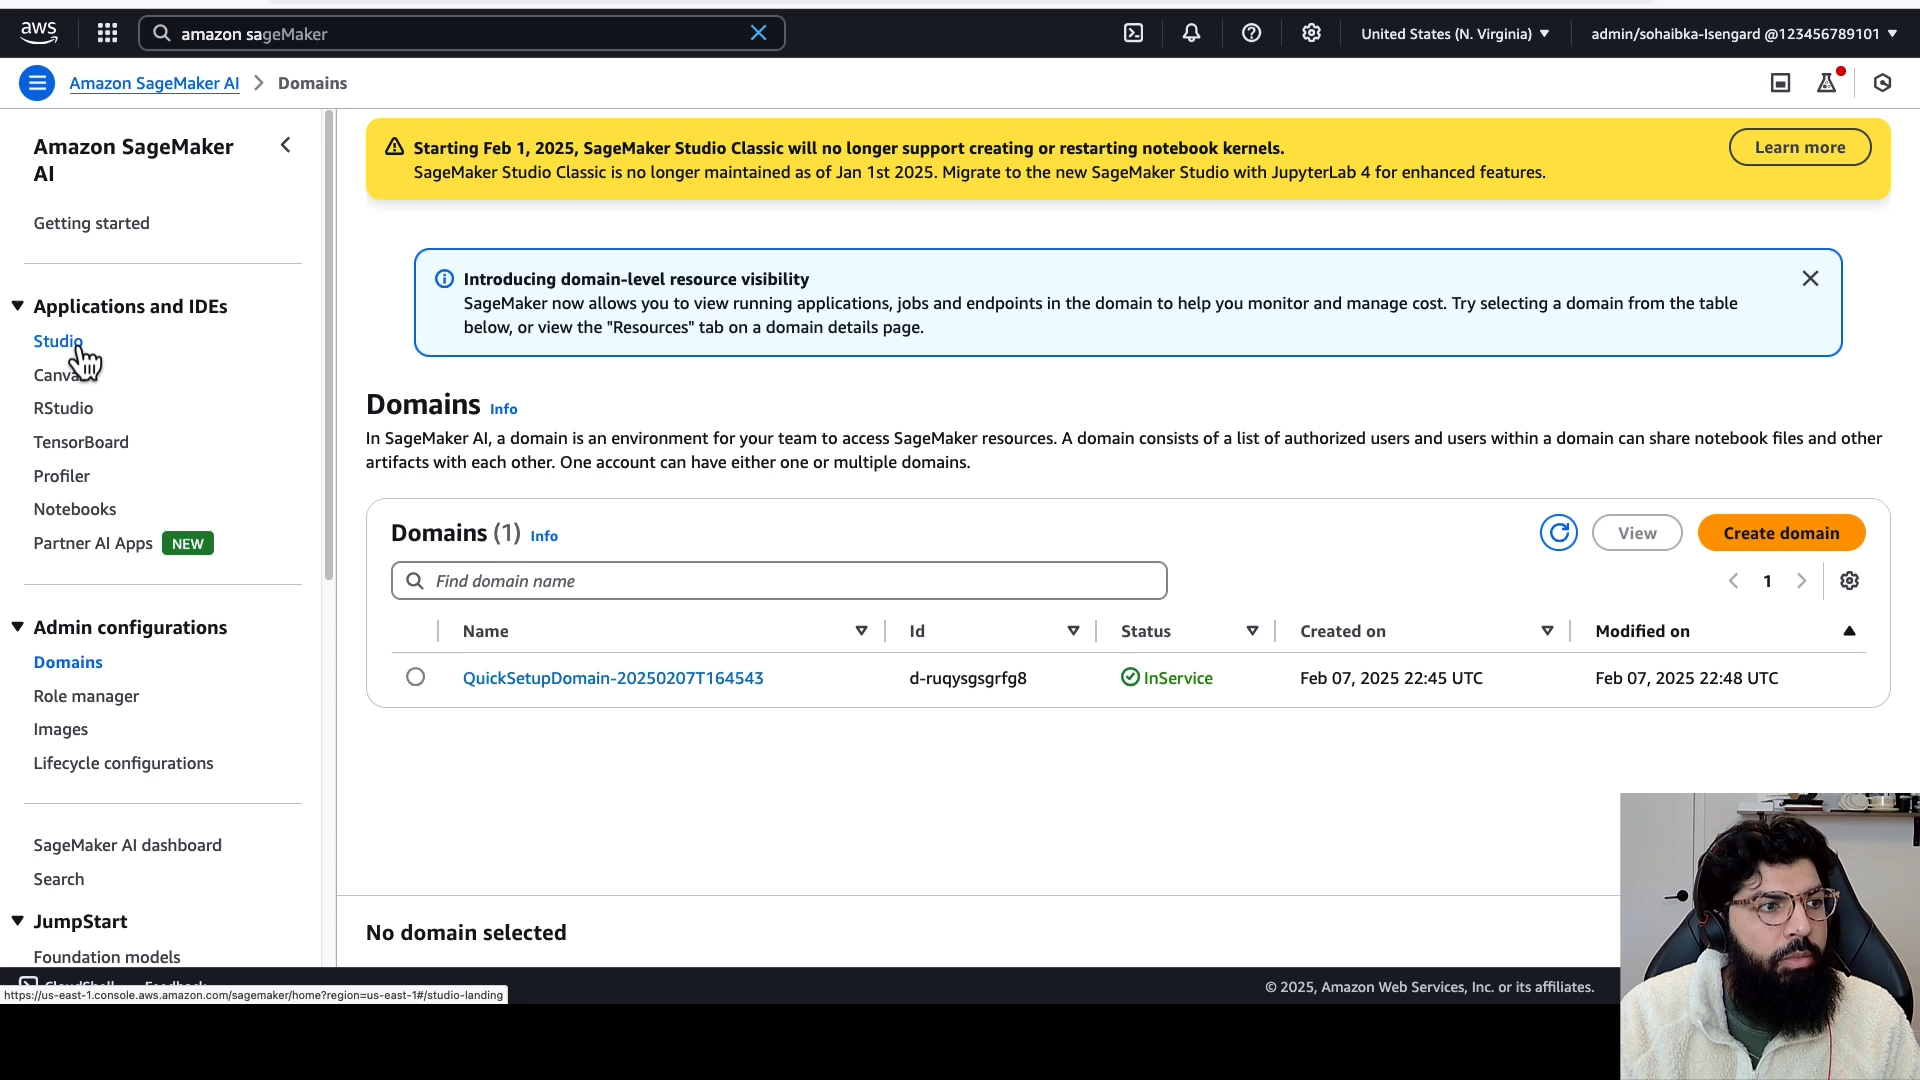 aws
amazon sageMaker
United States (N. Virginia) ▼
admin/sohaibka-Isengard @123456789101 ▼
Amazon SageMaker AI > Domains
Amazon SageMaker
AI
Getting started
Applications and IDEs
Studio
Canva
RStudio
TensorBoard
Profiler
Notebooks
Partner AI Apps NEW
Admin configurations
Domains
Role manager
Images
Lifecycle configurations
SageMaker AI dashboard
Search
JumpStart
Foundation models
Starting Feb 1, 2025, SageMaker Studio Classic will no longer support creating or restarting notebook kernels.
SageMaker Studio Classic is no longer maintained as of Jan 1st 2025. Migrate to the new SageMaker Studio with JupyterLab 4 for enhanced features.
Learn more
Introducing domain-level resource visibility
SageMaker now allows you to view running applications, jobs and endpoints in the domain to help you monitor and manage cost. Try selecting a domain from the table
below, or view the "Resources" tab on a domain details page.
Domains Info
In SageMaker AI, a domain is an environment for your team to access SageMaker resources. A domain consists of a list of authorized users and users within a domain can share notebook files and other
artifacts with each other. One account can have either one or multiple domains.
Domains (1) Info
View
Create domain
Find domain name
1
Name Id Status Created on Modified on
QuickSetupDomain-20250207T164543 d-ruqysgsgrfg8 InService Feb 07, 2025 22:45 UTC Feb 07, 2025 22:48 UTC
No domain selected
CloudShell Feedback
https://us-east-1.console.aws.amazon.com/sagemaker/home?region=us-east-1#/studio-landing
© 2025, Amazon Web Services, Inc. or its affiliates.